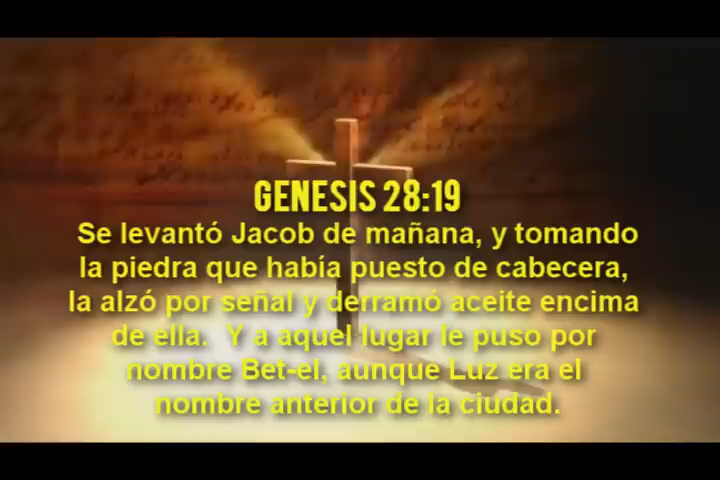 GENESIS 28:19
Se levantó Jacob de mañana, y tomando
la piedra que había puesto de cabecera,
la alzó por señal y derramó aceite encima
de ella.  Y a aquel lugar le puso por
nombre Bet-el, aunque Luz era el
nombre anterior de la ciudad.